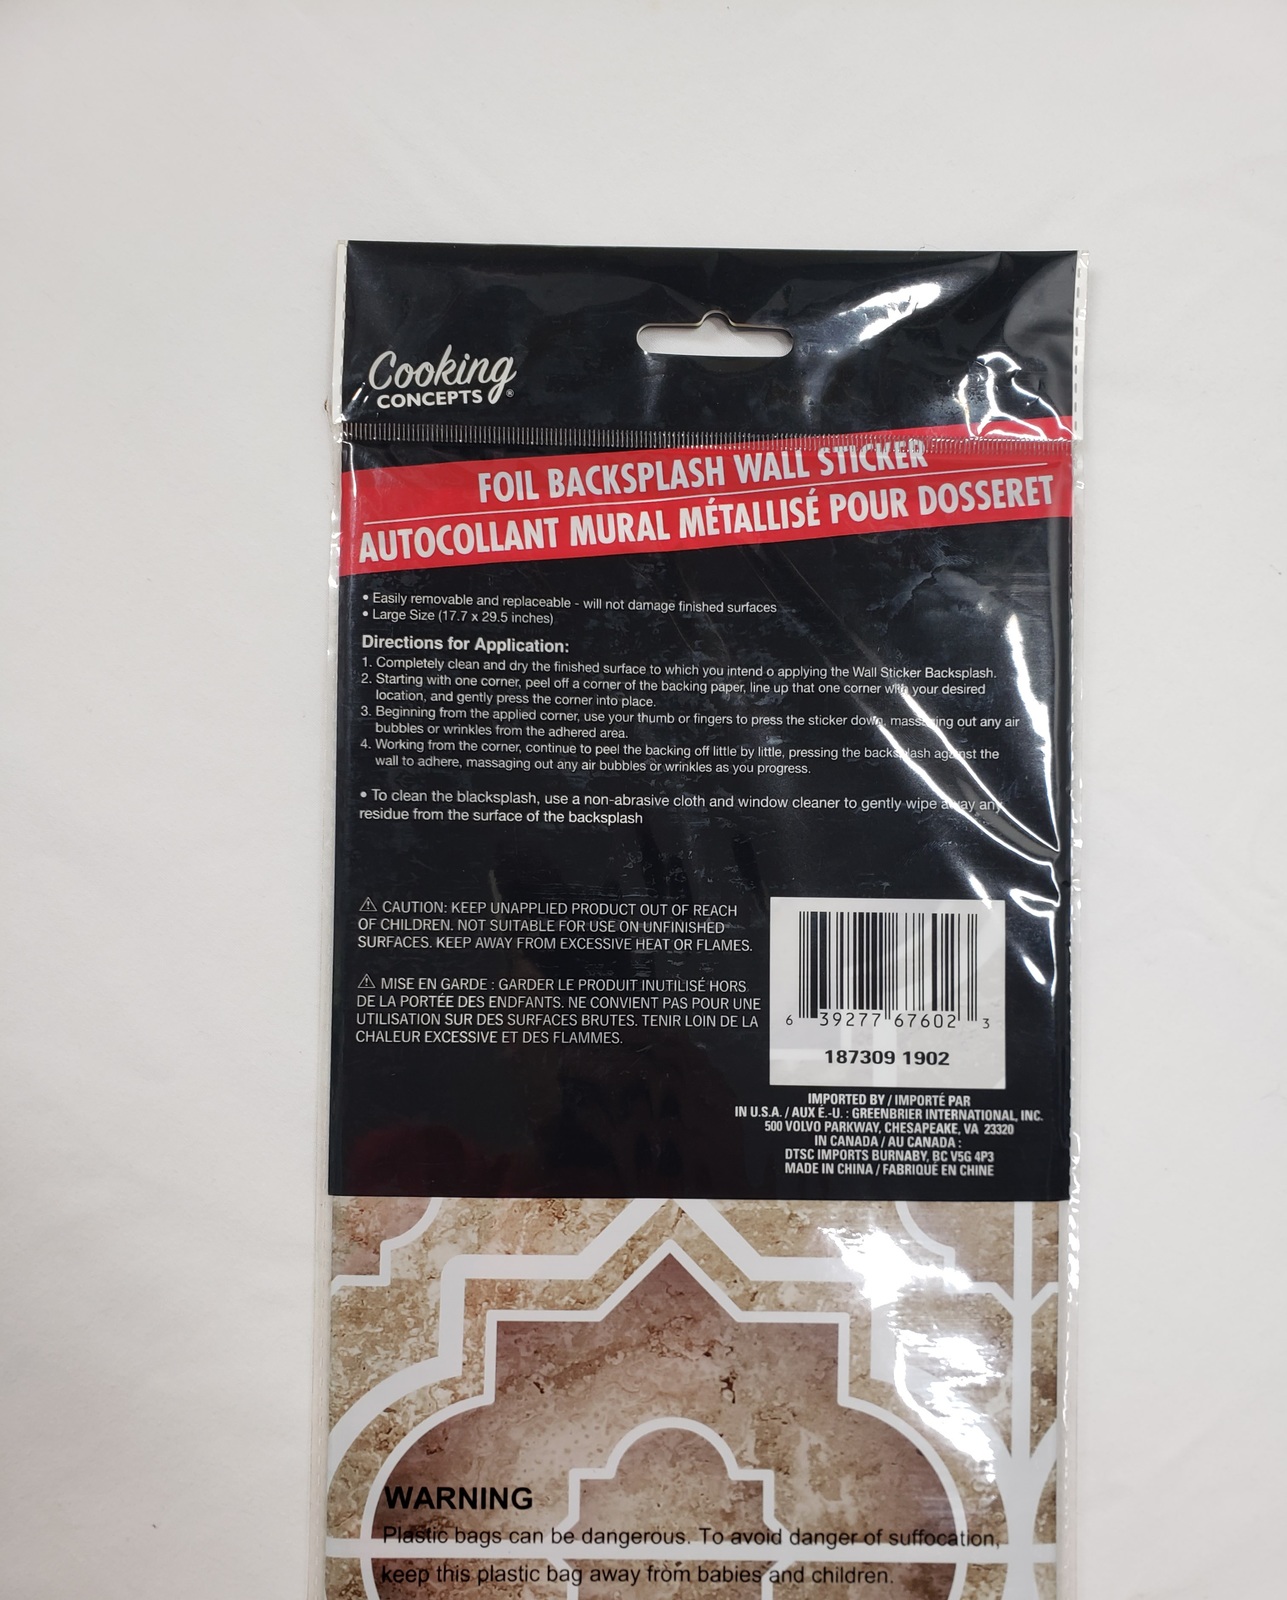 Cooking
CONCEPTS®
FOIL BACKSPLASH WALL STICKER
AUTOCOLLANT MURAL MÉTALLISÉ POUR DOSSERET
• Easily removable and replaceable - will not damage finished surfaces
• Large Size (17.7 x 29.5 inches)
Directions for Application:
1. Completely clean and dry the finished surface to which you intend o applying the Wall Sticker Backsplash.
2. Starting with one corner, peel off a corner of the backing paper, line up that one corner with your desired
location, and gently press the corner into place.
3. Beginning from the applied corner, use your thumb or fingers to press the sticker down, massaging out any air
bubbles or wrinkles from the adhered area.
4. Working from the corner, continue to peel the backing off little by little, pressing the backsplash against the
wall to adhere, massaging out any air bubbles or wrinkles as you progress.
• To clean the blacksplash, use a non-abrasive cloth and window cleaner to gently wipe away any
residue from the surface of the backsplash
⚠ CAUTION: KEEP UNAPPLIED PRODUCT OUT OF REACH
OF CHILDREN. NOT SUITABLE FOR USE ON UNFINISHED
SURFACES. KEEP AWAY FROM EXCESSIVE HEAT OR FLAMES.
⚠ MISE EN GARDE : GARDER LE PRODUIT INUTILISÉ HORS
DE LA PORTÉE DES ENDFANTS. NE CONVIENT PAS POUR UNE
UTILISATION SUR DES SURFACES BRUTES. TENIR LOIN DE LA
CHALEUR EXCESSIVE ET DES FLAMMES.
6 39277 67602 3
187309 1902
IMPORTED BY / IMPORTÉ PAR
IN U.S.A. / AUX É.-U. : GREENBRIER INTERNATIONAL, INC.
500 VOLVO PARKWAY, CHESAPEAKE, VA 23320
IN CANADA / AU CANADA :
DTSC IMPORTS BURNABY, BC V5G 4P3
MADE IN CHINA / FABRIQUÉ EN CHINE
WARNING
Plastic bags can be dangerous. To avoid danger of suffocation,
keep this plastic bag away from babies and children.